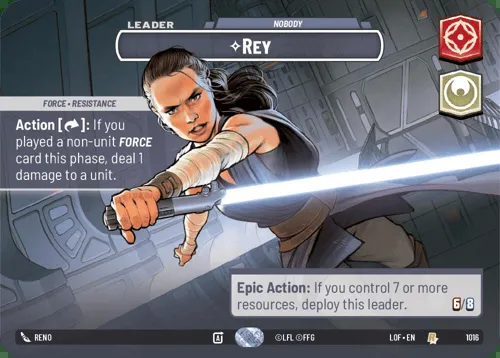 LEADER
NOBODY
✧REY
FORCE • RESISTANCE
Action [↷]: If you
played a non-unit FORCE
card this phase, deal 1
damage to a unit.
Epic Action: If you control 7 or more
resources, deploy this leader.
6/8
RENO
A
©LFL ©FFG
LOF • EN
1016